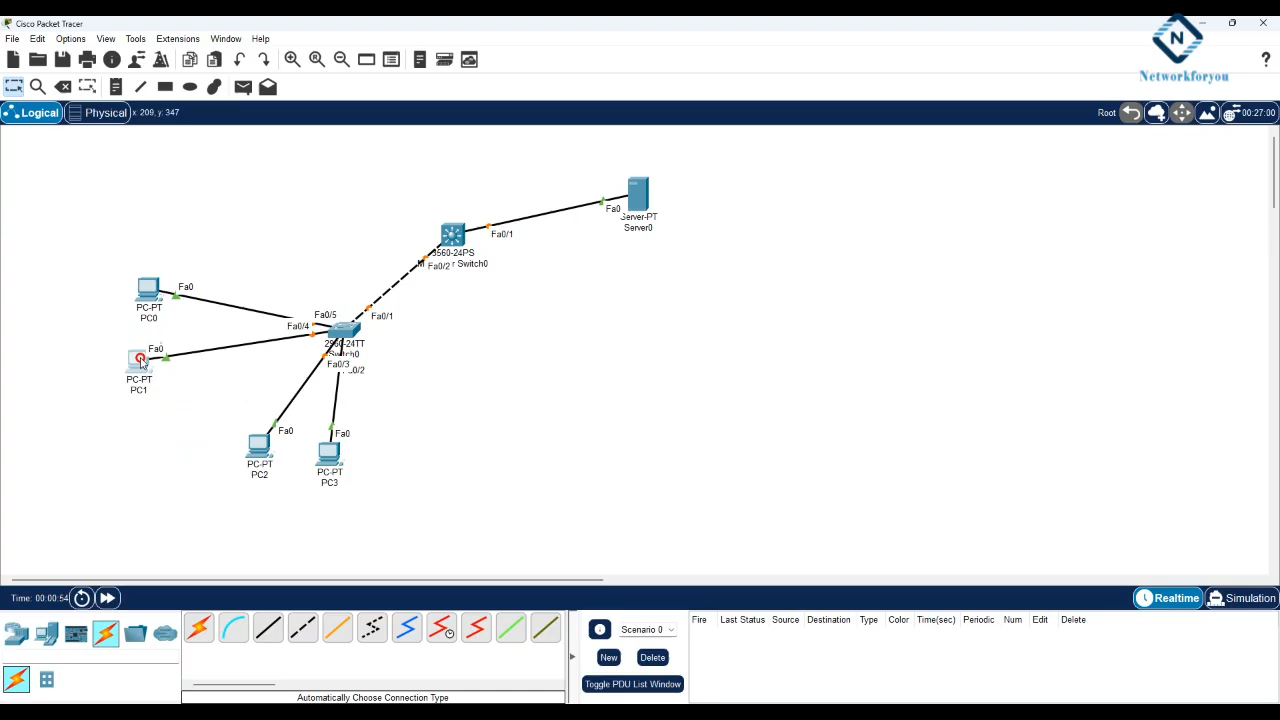 Cisco Packet Tracer
N
Networkforyou
File Edit Options View Tools Extensions Window Help
?
Logical Physical x: 209, y: 347 Root 00:27:00
Server-PT
Server0
Fa0
Fa0/1
3560-24PS
Switch0
Fa0/2
Fa0
PC-PT
PC0
Fa0/5
Fa0/1
Fa0/4
2960-24TT
Switch0
Fa0/3
Fa0
PC-PT
PC1
Fa0
PC-PT
PC2
Fa0
PC-PT
PC3
Time: 00:00:54 Realtime Simulation
Scenario 0
New Delete
Toggle PDU List Window
Fire Last Status Source Destination Type Color Time(sec) Periodic Num Edit Delete
Automatically Choose Connection Type